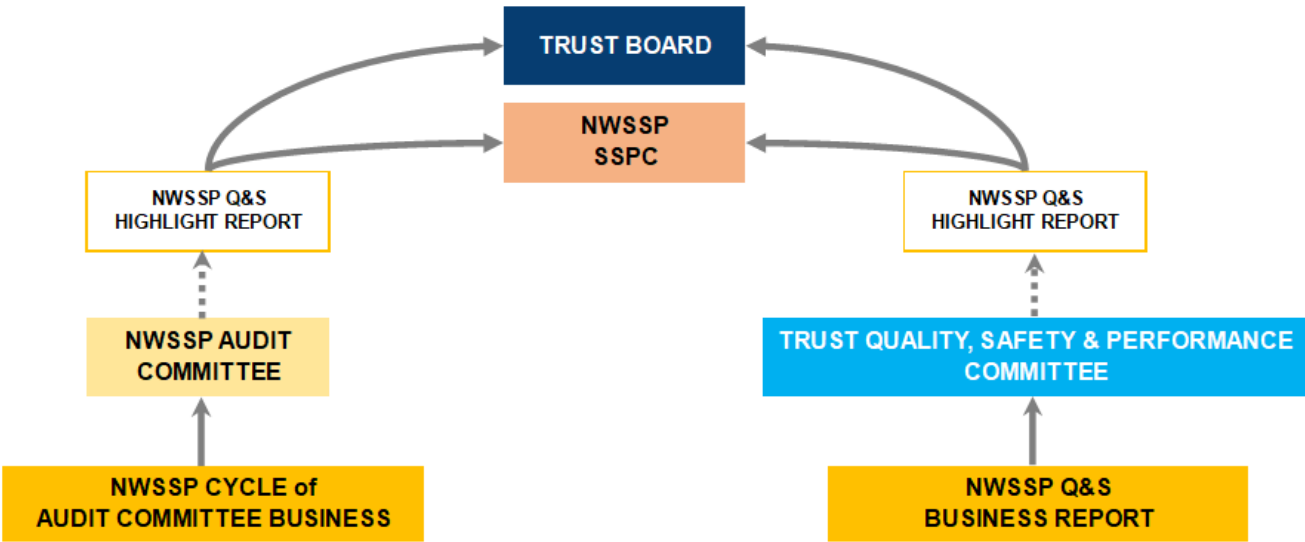 TRUST BOARD
NWSSP
SSPC
NWSSP Q&S
HIGHLIGHT REPORT
NWSSP Q&S
HIGHLIGHT REPORT
NWSSP AUDIT
COMMITTEE
TRUST QUALITY, SAFETY & PERFORMANCE
COMMITTEE
NWSSP CYCLE of
AUDIT COMMITTEE BUSINESS
NWSSP Q&S
BUSINESS REPORT